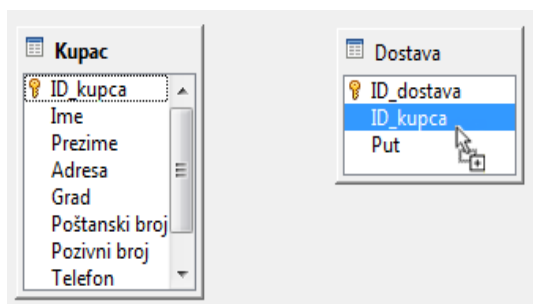 Kupac
ID_kupca
Ime
Prezime
Adresa
Grad
Poštanski broj
Pozivni broj
Telefon
Dostava
ID_dostava
ID_kupca
Put